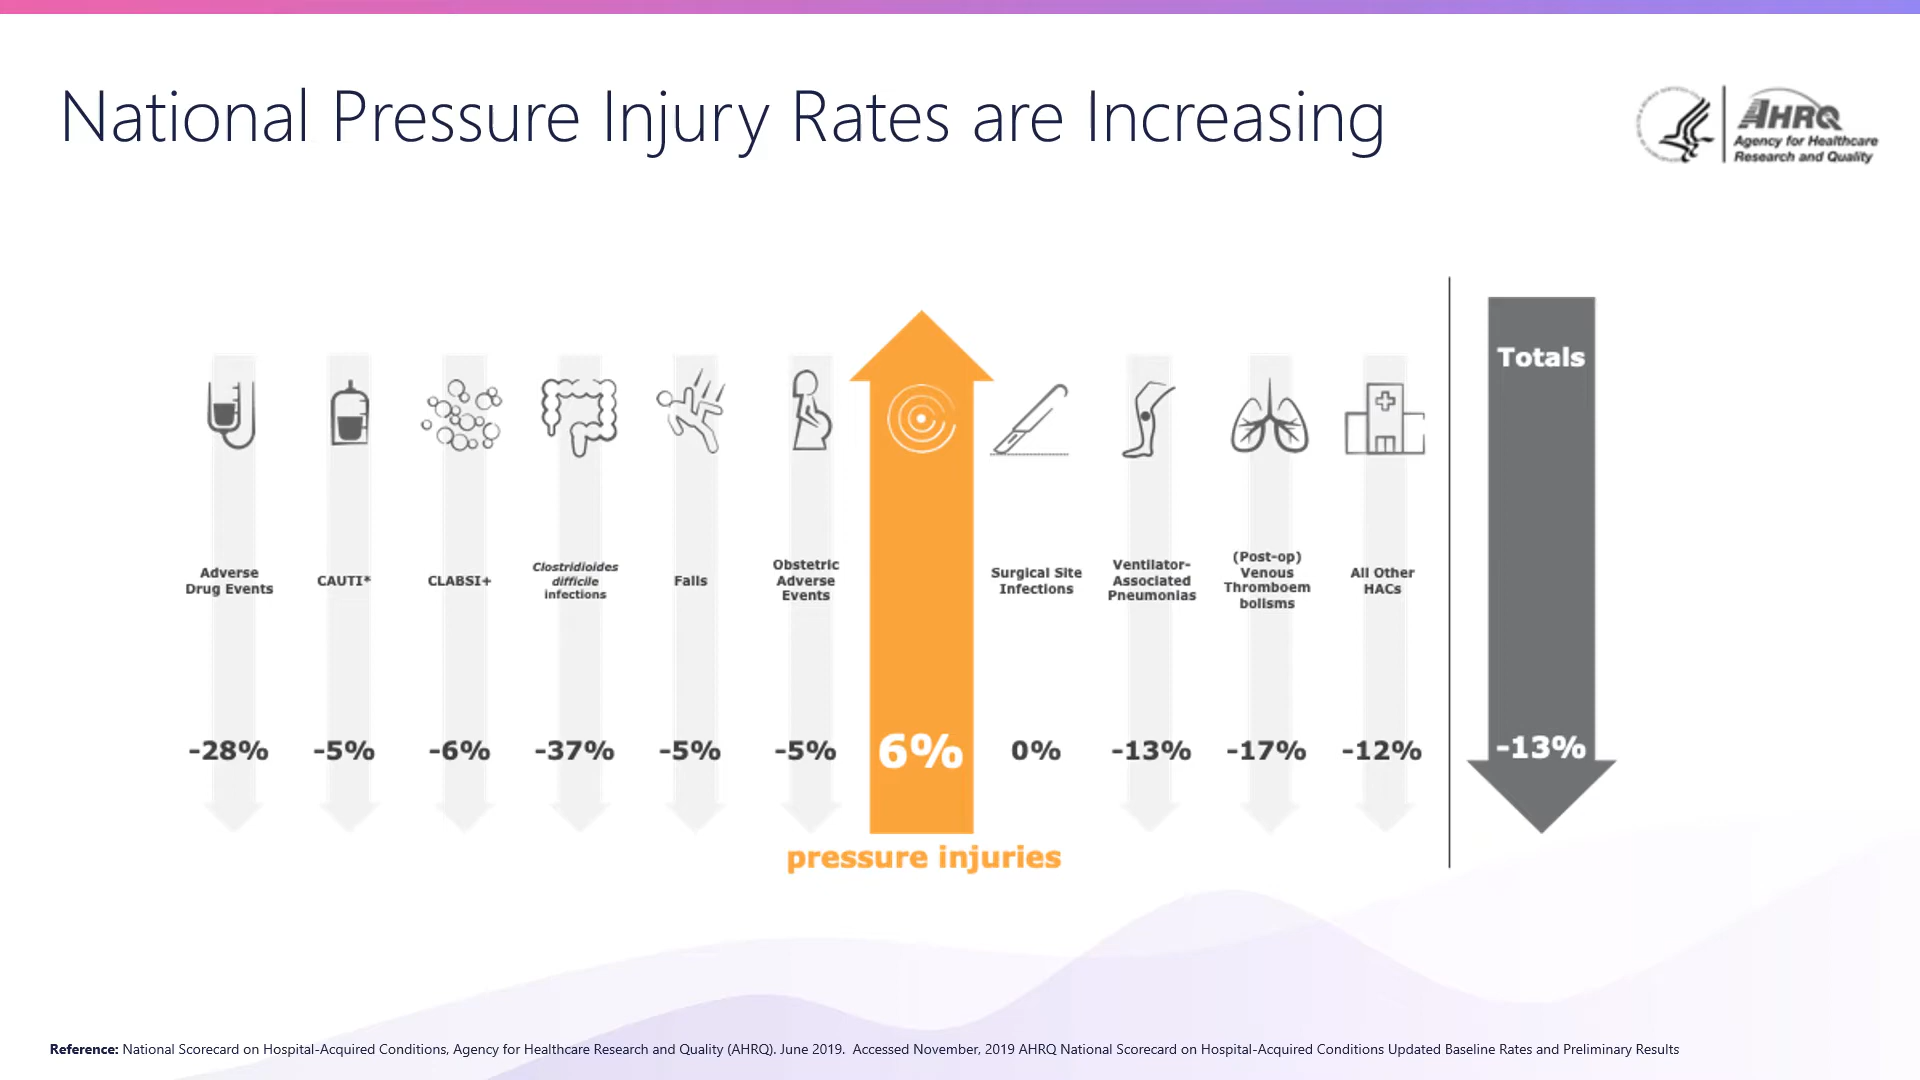 National Pressure Injury Rates are Increasing
AHRQ
Agency for Healthcare
Research and Quality
Totals
Adverse
Drug Events
CAUTI*
CLABSI+
Clostridioides
difficile
infections
Falls
Obstetric
Adverse
Events
Surgical Site
Infections
Ventilator-
Associated
Pneumonias
(Post-op)
Venous
Thromboem
bolisms
All Other
HACs
-28%
-5%
-6%
-37%
-5%
-5%
6%
0%
-13%
-17%
-12%
-13%
pressure injuries
Reference: National Scorecard on Hospital-Acquired Conditions, Agency for Healthcare Research and Quality (AHRQ). June 2019. Accessed November, 2019 AHRQ National Scorecard on Hospital-Acquired Conditions Updated Baseline Rates and Preliminary Results